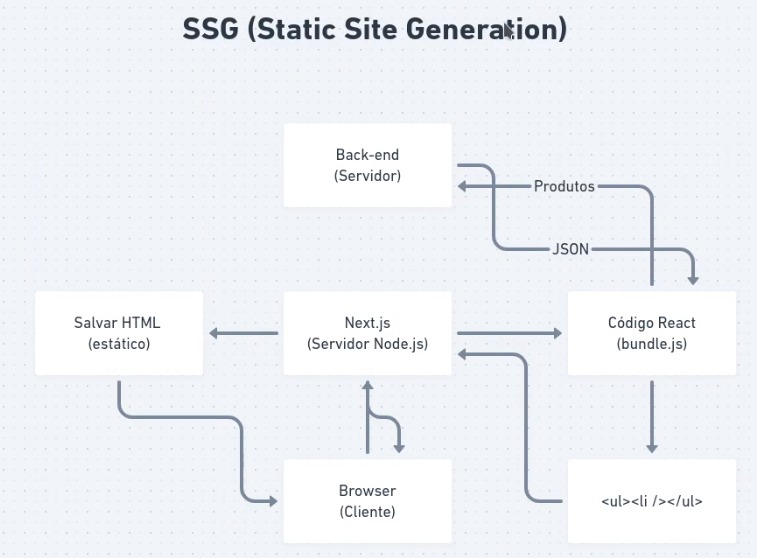 SSG (Static Site Generation)
Back-end
(Servidor)
Produtos
JSON
Salvar HTML
(estático)
Next.js
(Servidor Node.js)
Código React
(bundle.js)
Browser
(Cliente)
<ul><li /></ul>